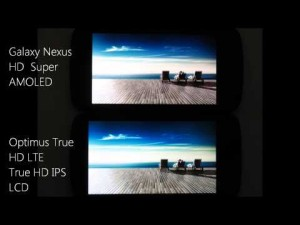 Galaxy Nexus
HD Super
AMOLED
Optimus True
HD LTE
True HD IPS
LCD